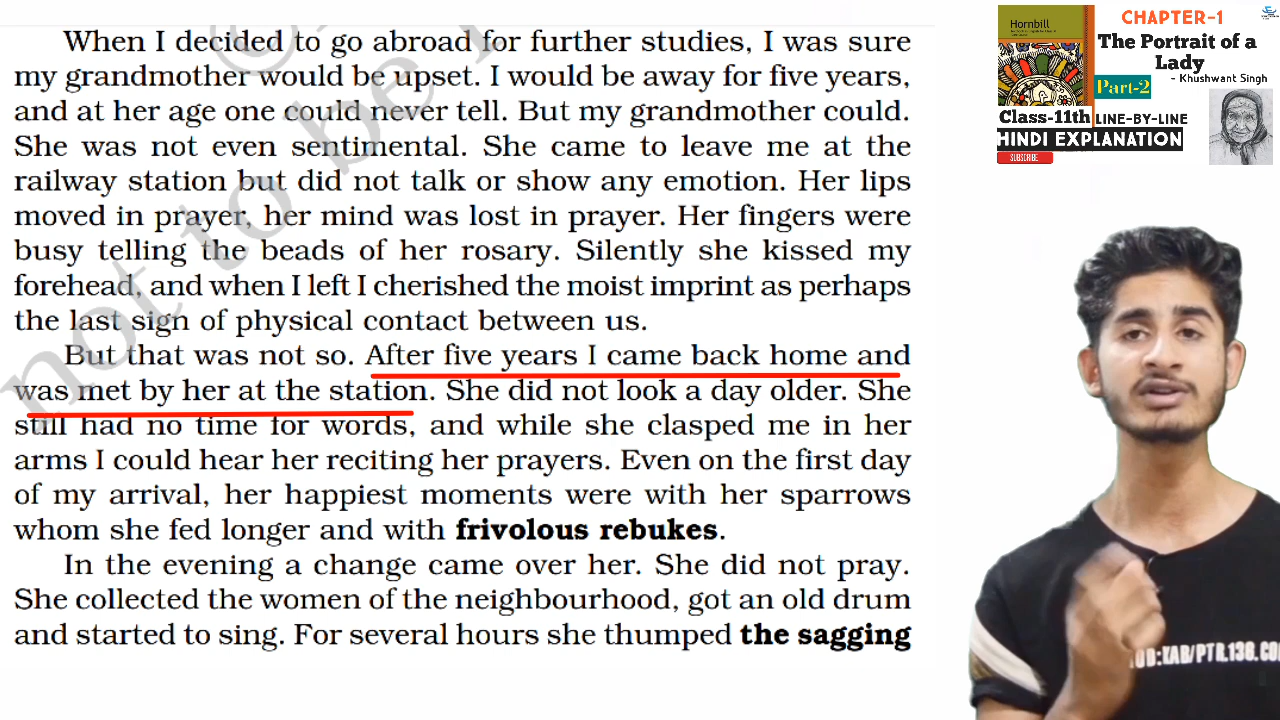 When I decided to go abroad for further studies, I was sure
my grandmother would be upset. I would be away for five years,
and at her age one could never tell. But my grandmother could.
She was not even sentimental. She came to leave me at the
railway station but did not talk or show any emotion. Her lips
moved in prayer, her mind was lost in prayer. Her fingers were
busy telling the beads of her rosary. Silently she kissed my
forehead, and when I left I cherished the moist imprint as perhaps
the last sign of physical contact between us.
But that was not so. After five years I came back home and
was met by her at the station. She did not look a day older. She
still had no time for words, and while she clasped me in her
arms I could hear her reciting her prayers. Even on the first day
of my arrival, her happiest moments were with her sparrows
whom she fed longer and with frivolous rebukes.
In the evening a change came over her. She did not pray.
She collected the women of the neighbourhood, got an old drum
and started to sing. For several hours she thumped the sagging
not to be
Hornbill
CHAPTER-1
The Portrait of a
Lady
- Khushwant Singh
Part-2
Class-11th LINE-BY-LINE
HINDI EXPLANATION
SUBSCRIBE
:KAB/PTR.138.CO